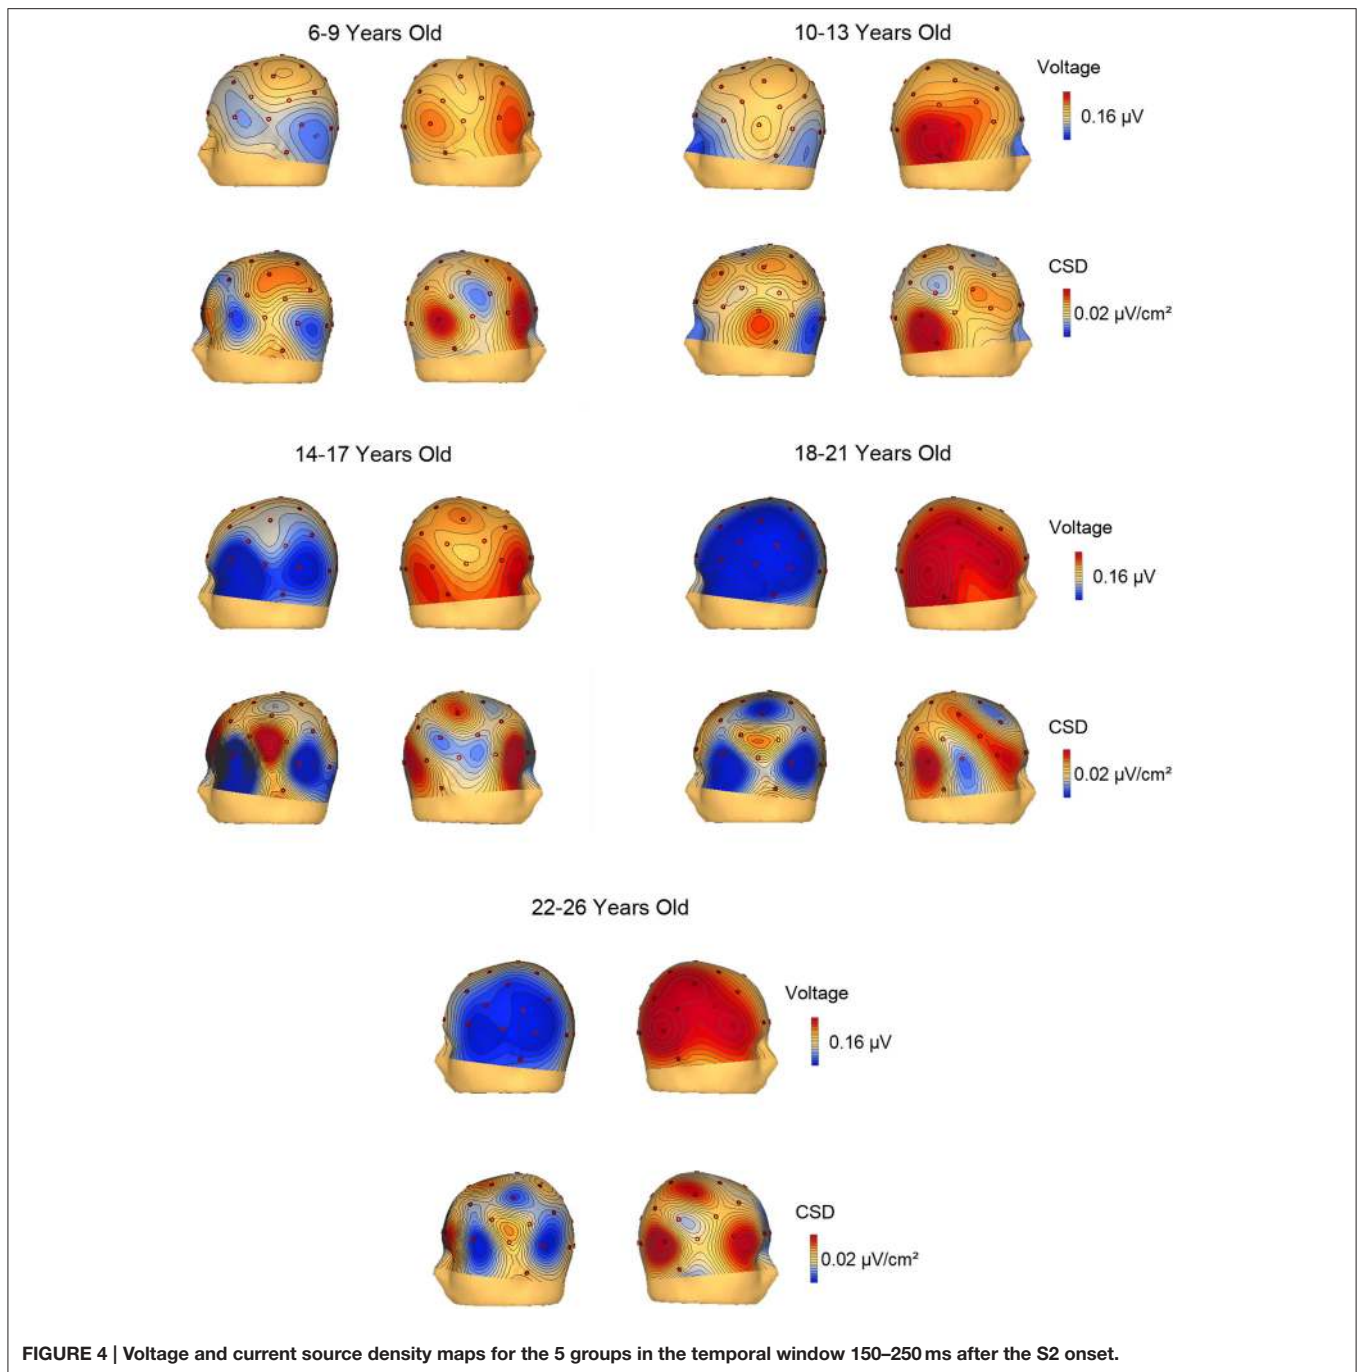 6-9 Years Old
10-13 Years Old
Voltage
0.16 µV
CSD
0.02 µV/cm²
14-17 Years Old
18-21 Years Old
Voltage
0.16 µV
CSD
0.02 µV/cm²
22-26 Years Old
Voltage
0.16 µV
CSD
0.02 µV/cm²
FIGURE 4 | Voltage and current source density maps for the 5 groups in the temporal window 150–250 ms after the S2 onset.